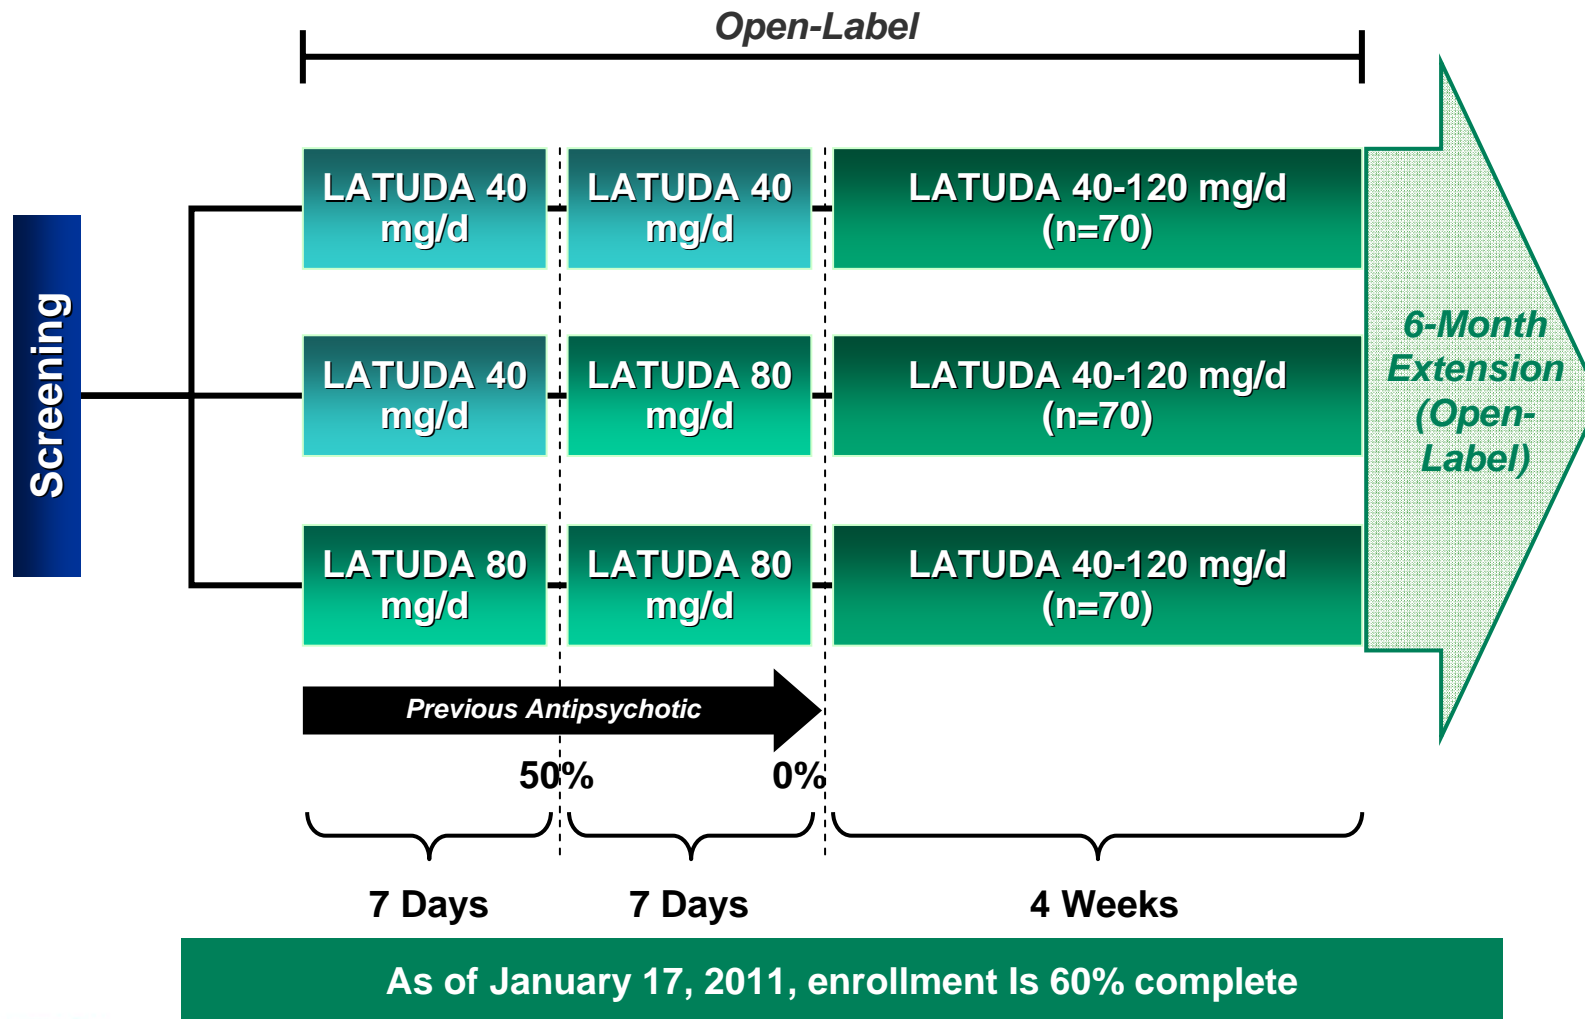 Open-Label
Screening
LATUDA 40
mg/d
LATUDA 40
mg/d
LATUDA 40-120 mg/d
(n=70)
LATUDA 40
mg/d
LATUDA 80
mg/d
LATUDA 40-120 mg/d
(n=70)
LATUDA 80
mg/d
LATUDA 80
mg/d
LATUDA 40-120 mg/d
(n=70)
6-Month
Extension
(Open-
Label)
Previous Antipsychotic
50%
0%
7 Days
7 Days
4 Weeks
As of January 17, 2011, enrollment Is 60% complete